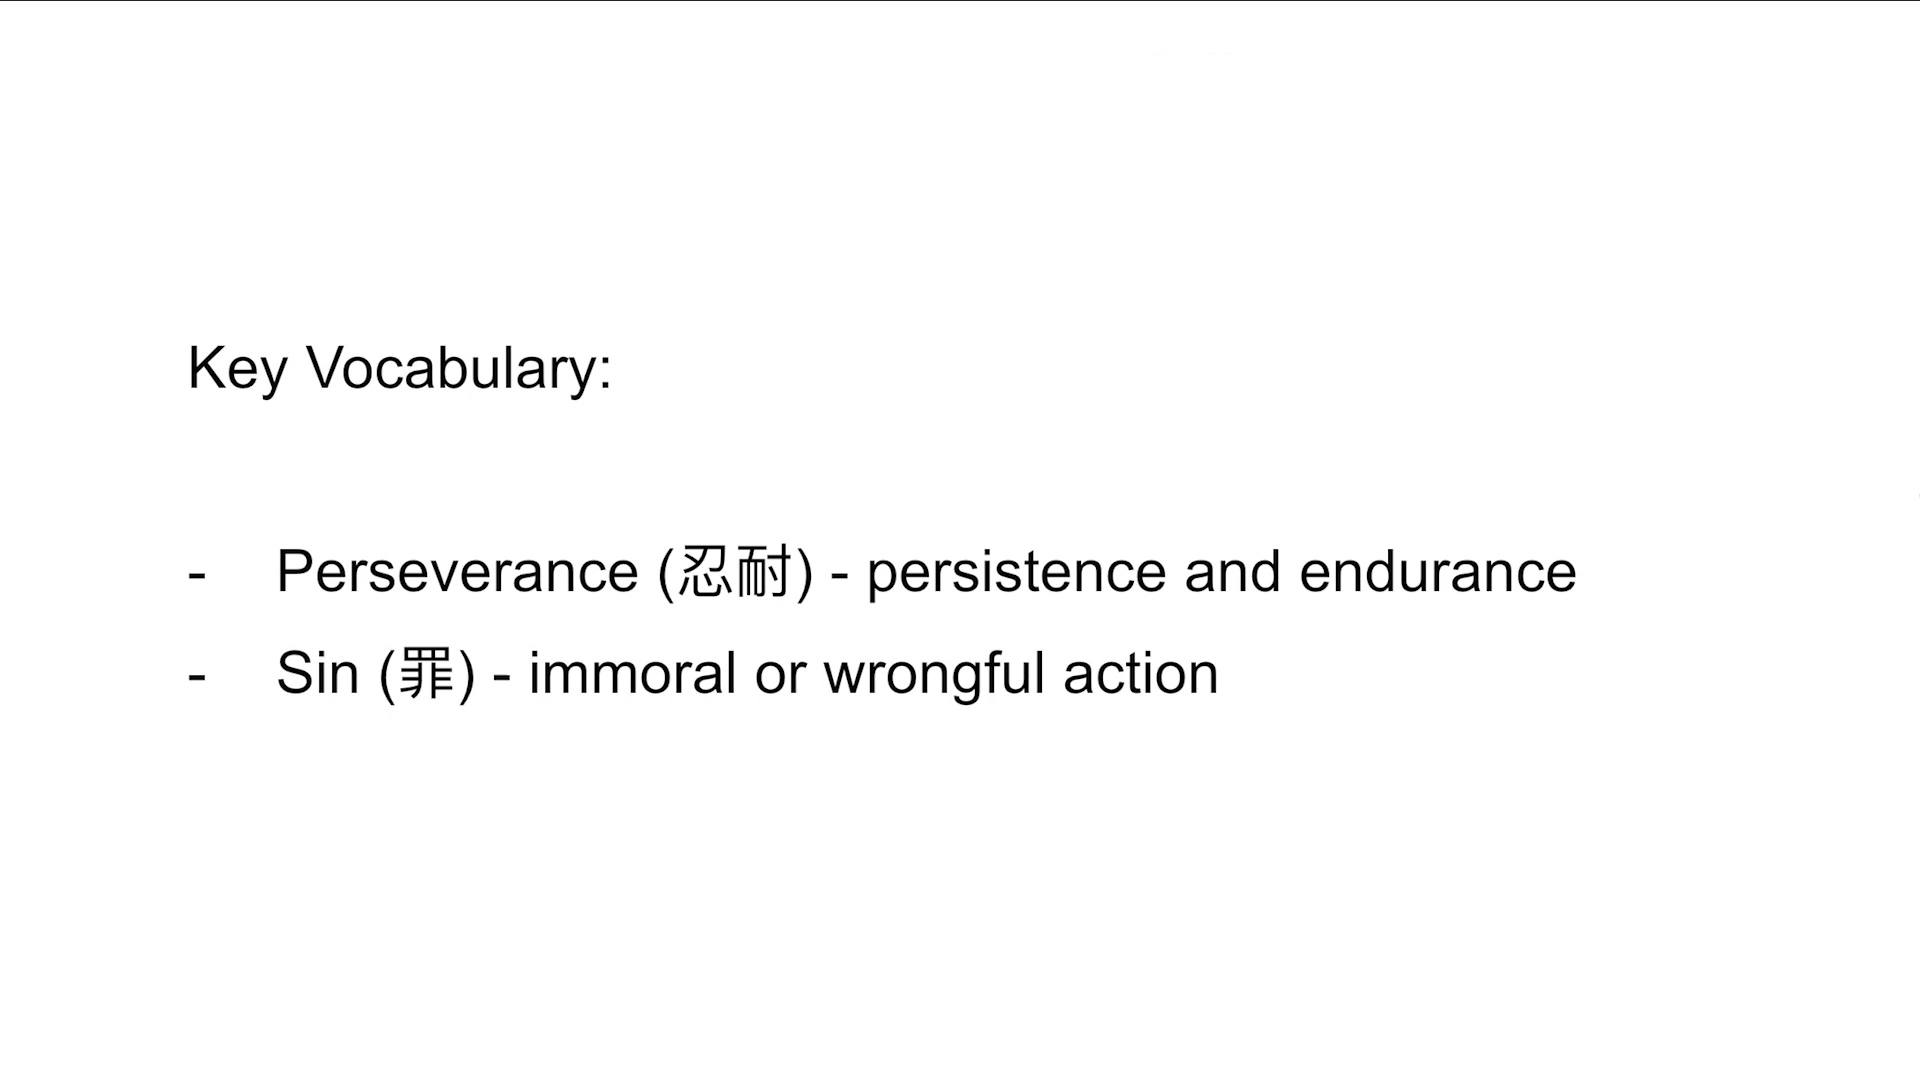 Key Vocabulary:
- Perseverance (忍耐) - persistence and endurance
- Sin (罪) - immoral or wrongful action